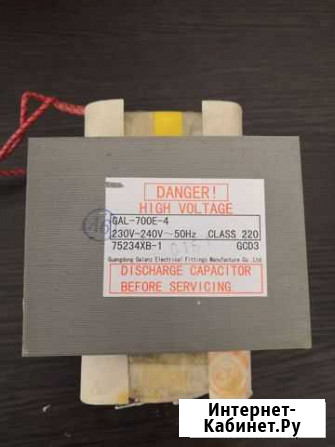 DANGER!
HIGH VOLTAGE
GAL-700E-4
230V-240V～50Hz CLASS 220
75234XB-1 GCD3
Guangdong Galanz Electrical Fittings Manufacture Co. Ltd
DISCHARGE CAPACITOR
BEFORE SERVICING
Интернет-
Кабинет.Ру